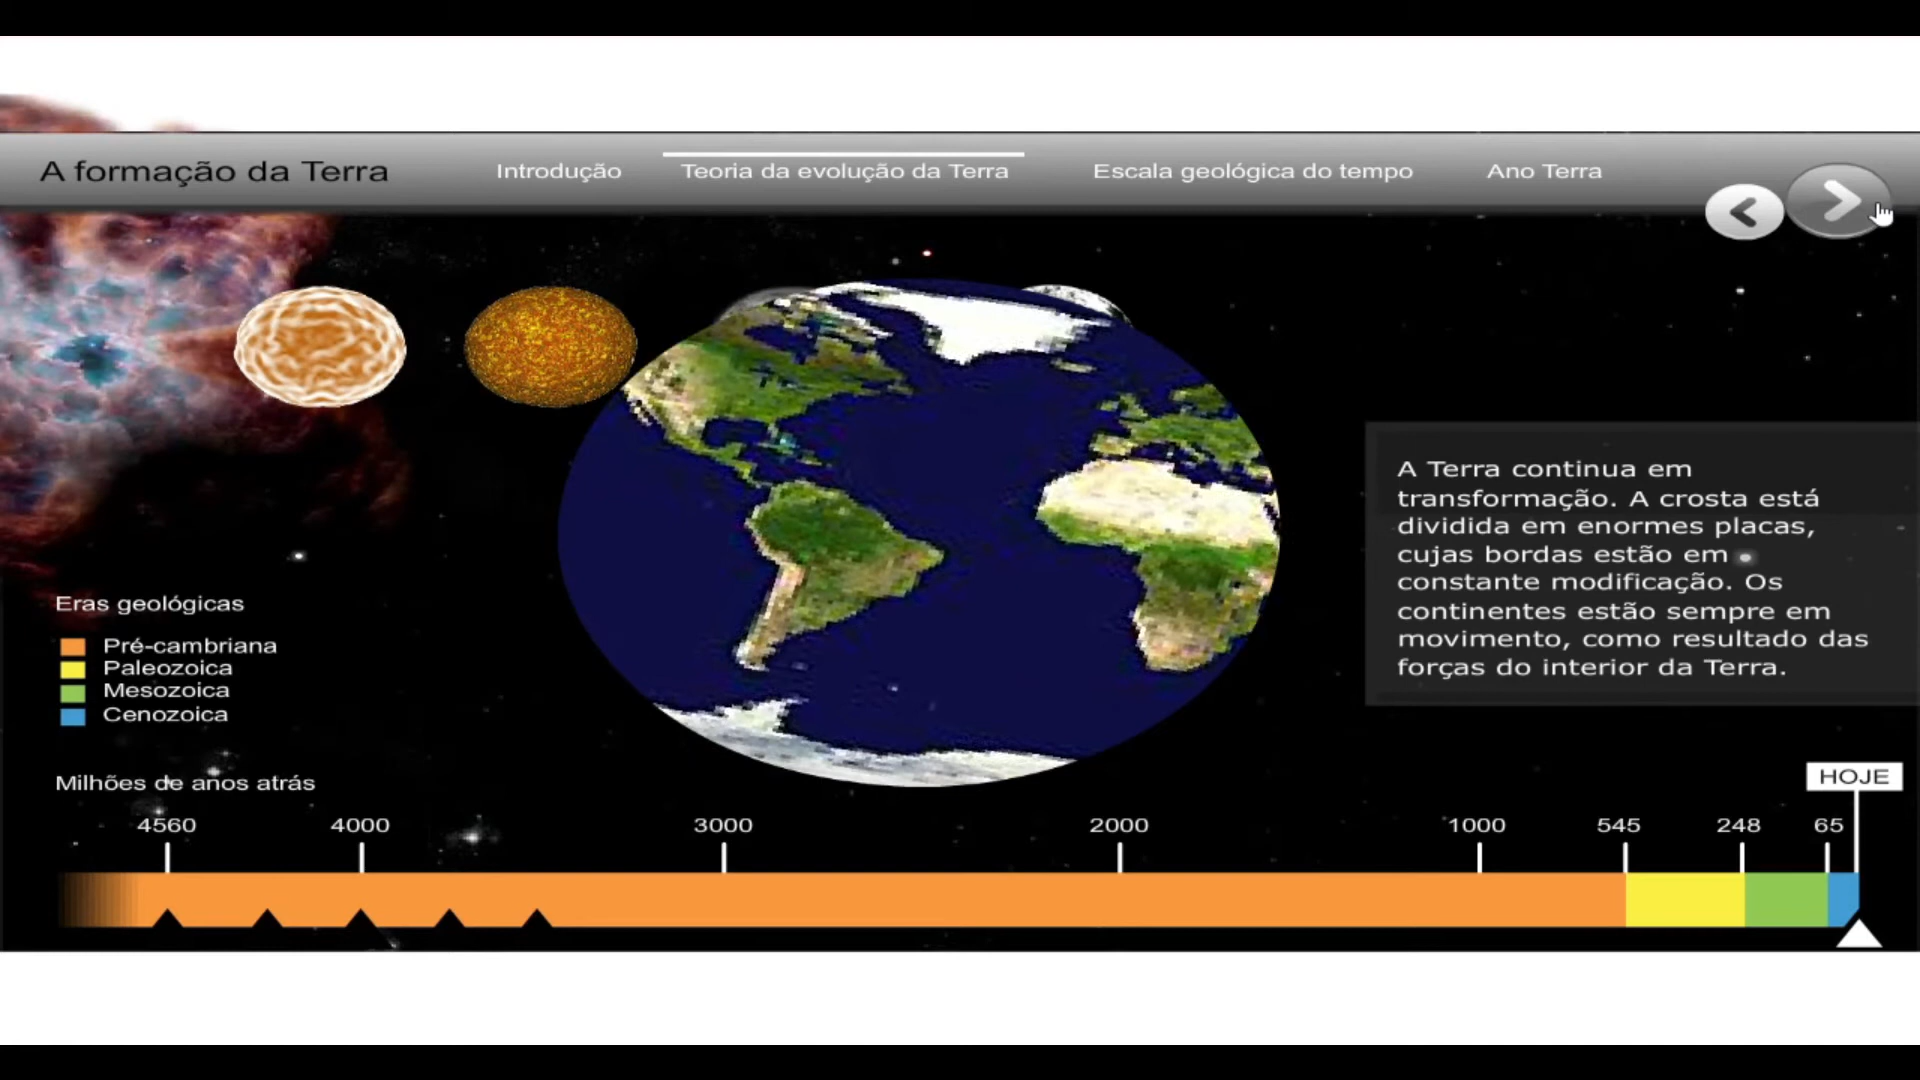 A formação da Terra
Introdução
Teoria da evolução da Terra
Escala geológica do tempo
Ano Terra
A Terra continua em
transformação. A crosta está
dividida em enormes placas,
cujas bordas estão em
constante modificação. Os
continentes estão sempre em
movimento, como resultado das
forças do interior da Terra.
Eras geológicas
Pré-cambriana
Paleozoica
Mesozoica
Cenozoica
Milhões de anos atrás
HOJE
4560 4000 3000 2000 1000 545 248 65